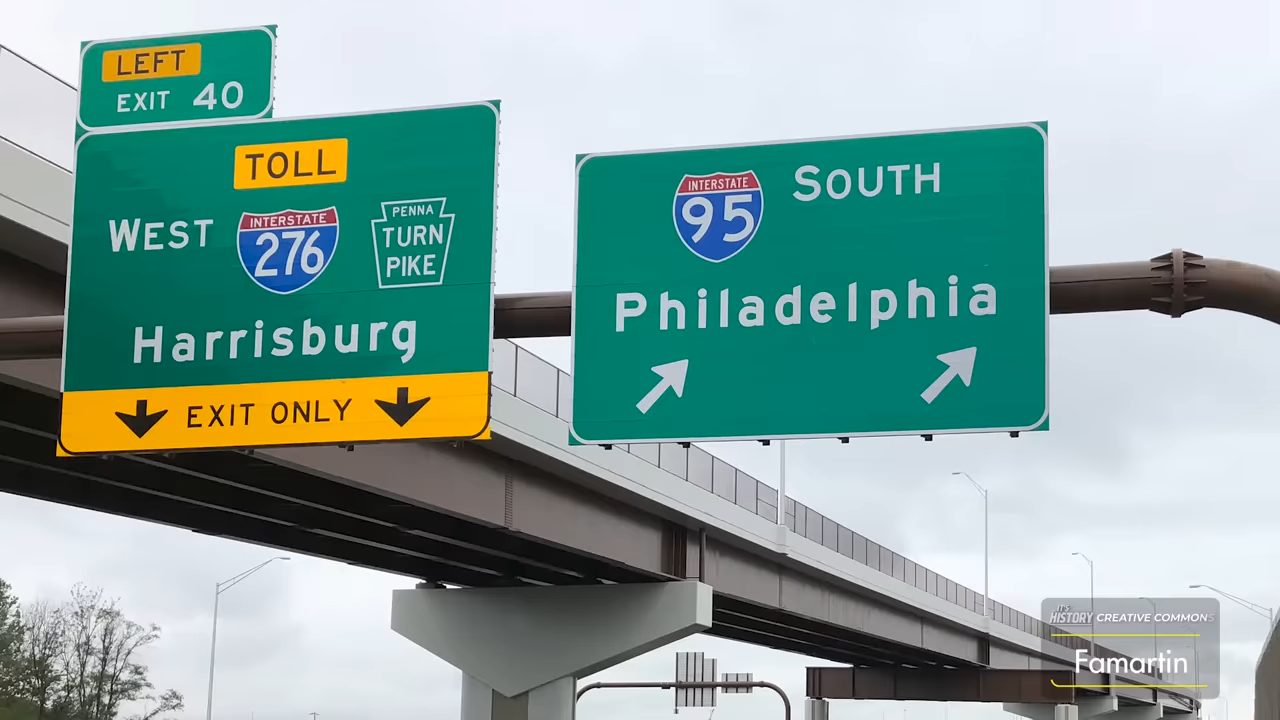 LEFT
EXIT 40
TOLL
WEST INTERSTATE 276 PENNA TURN PIKE
Harrisburg
EXIT ONLY
INTERSTATE 95 SOUTH
Philadelphia
IT'S HISTORY CREATIVE COMMONS
Famartin